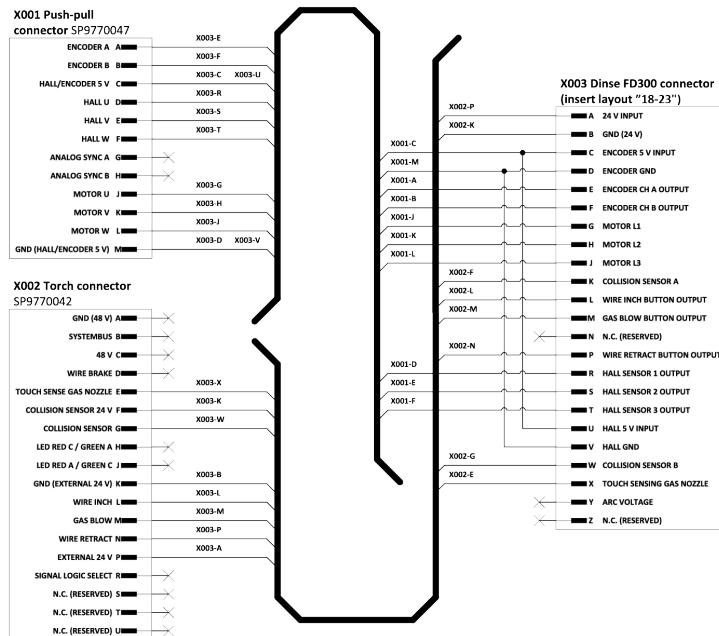 X001 Push-pull
connector SP9770047
ENCODER A A X003-E
ENCODER B B X003-F
HALL/ENCODER 5 V C X003-C X003-U
HALL U D X003-R
HALL V E X003-S
HALL W F X003-T
ANALOG SYNC A G
ANALOG SYNC B H
MOTOR U J X003-G
MOTOR V K X003-H
MOTOR W L X003-J
GND (HALL/ENCODER 5 V) M X003-D X003-V
X002 Torch connector
SP9770042
GND (48 V) A
SYSTEMBUS B
48 V C
WIRE BRAKE D
TOUCH SENSE GAS NOZZLE E X003-X
COLLISION SENSOR 24 V F X003-K
COLLISION SENSOR G X003-W
LED RED C / GREEN A H
LED RED A / GREEN C J
GND (EXTERNAL 24 V) K X003-B
WIRE INCH L X003-L
GAS BLOW M X003-M
WIRE RETRACT N X003-P
EXTERNAL 24 V P X003-A
SIGNAL LOGIC SELECT R
N.C. (RESERVED) S
N.C. (RESERVED) T
N.C. (RESERVED) U
X003 Dinse FD300 connector
(insert layout "18-23")
X002-P A 24 V INPUT
X002-K B GND (24 V)
X001-C C ENCODER 5 V INPUT
X001-M D ENCODER GND
X001-A E ENCODER CH A OUTPUT
X001-B F ENCODER CH B OUTPUT
X001-J G MOTOR L1
X001-K H MOTOR L2
X001-L J MOTOR L3
X002-F K COLLISION SENSOR A
X002-L L WIRE INCH BUTTON OUTPUT
X002-M M GAS BLOW BUTTON OUTPUT
N N.C. (RESERVED)
X002-N P WIRE RETRACT BUTTON OUTPUT
X001-D R HALL SENSOR 1 OUTPUT
X001-E S HALL SENSOR 2 OUTPUT
X001-F T HALL SENSOR 3 OUTPUT
U HALL 5 V INPUT
V HALL GND
X002-G W COLLISION SENSOR B
X002-E X TOUCH SENSING GAS NOZZLE
Y ARC VOLTAGE
Z N.C. (RESERVED)